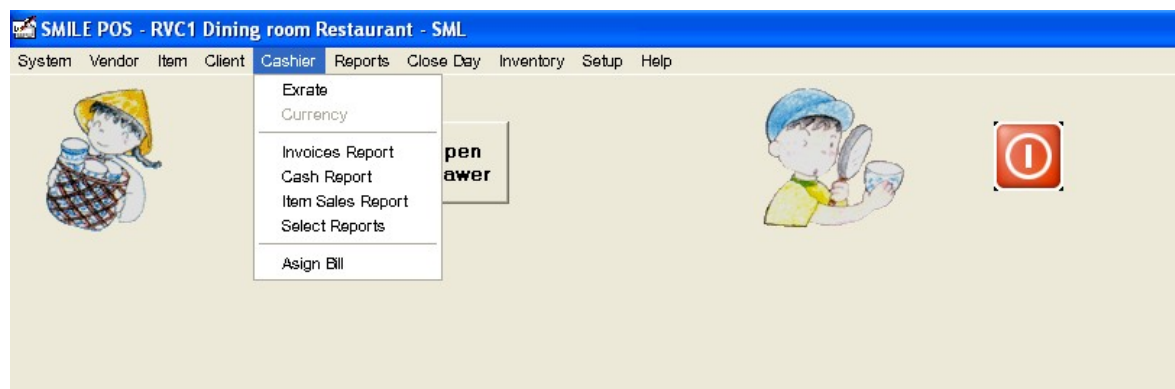 SMILE POS - RVC1 Dining room Restaurant - SML
System Vendor Item Client Cashier Reports Close Day Inventory Setup Help
Exrate
Currency
Invoices Report
Cash Report
Item Sales Report
Select Reports
Asign Bill
pen
awer